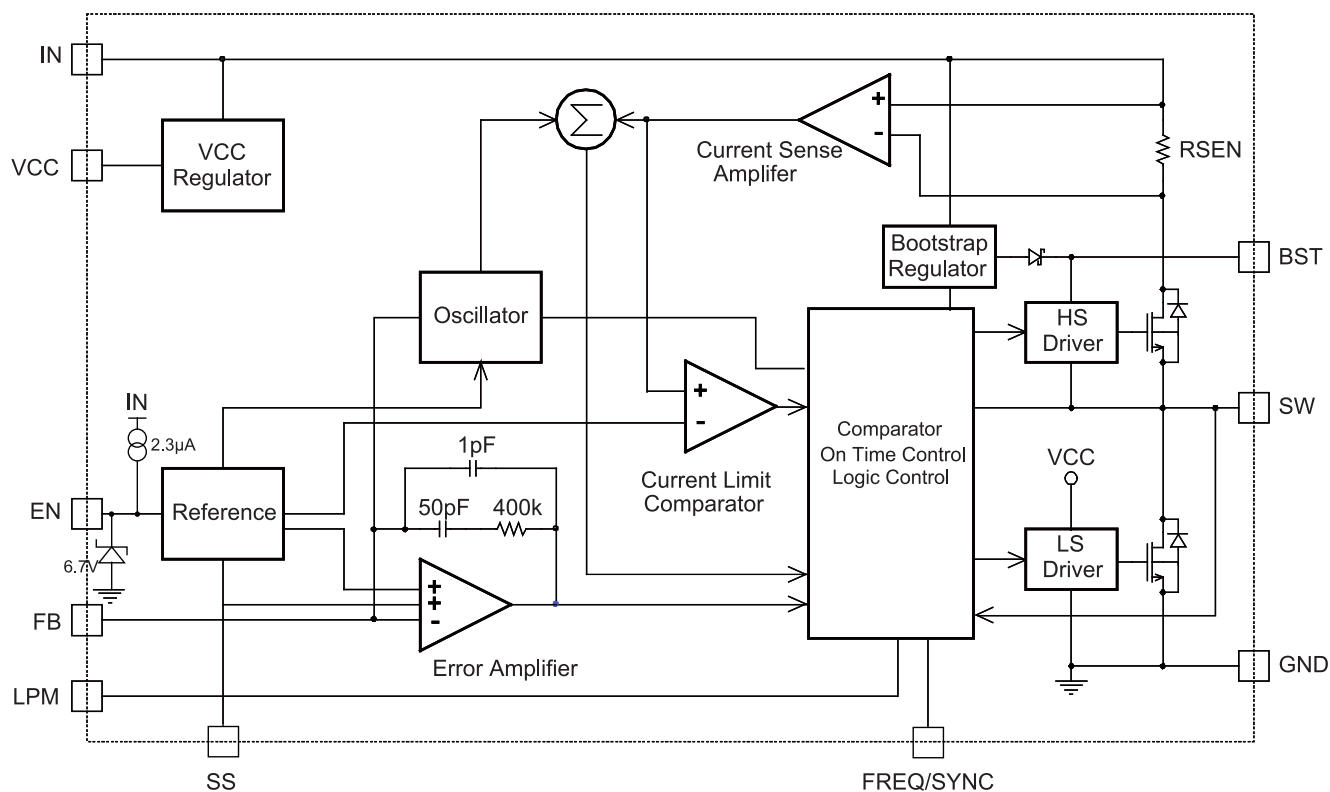 IN
VCC
VCC
Regulator
Σ
+
-
Current Sense
Amplifer
RSEN
Bootstrap
Regulator
BST
Oscillator
HS
Driver
IN
2.3µA
+
-
Current Limit
Comparator
Comparator
On Time Control
Logic Control
SW
1pF
50pF
400k
VCC
EN
Reference
6.7V
LS
Driver
+
+
-
FB
Error Amplifier
GND
LPM
SS
FREQ/SYNC